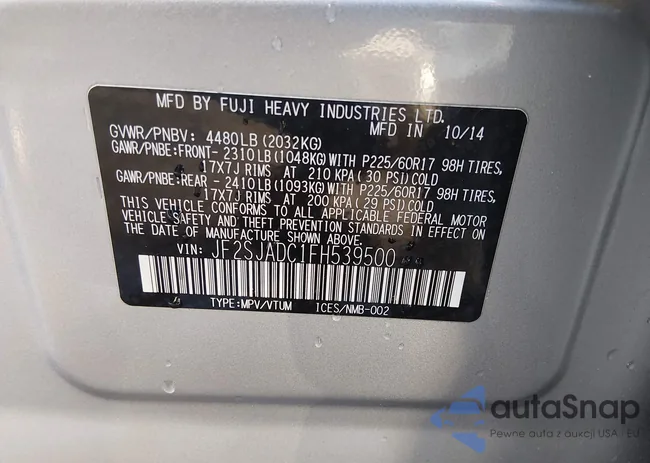 MFD BY FUJI HEAVY INDUSTRIES LTD.
MFD IN 10/14
GVWR/PNBV: 4480LB (2032KG)
GAWR/PNBE:FRONT- 2310LB (1048KG)WITH P225/60R17 98H TIRES,
17X7J RIMS AT 210 KPA ( 30 PSI)COLD
GAWR/PNBE:REAR - 2410LB (1093KG)WITH P225/60R17 98H TIRES,
17X7J RIMS AT 200 KPA ( 29 PSI)COLD
THIS VEHICLE CONFORMS TO ALL APPLICABLE FEDERAL MOTOR
VEHICLE SAFETY AND THEFT PREVENTION STANDARDS IN EFFECT ON
THE DATE OF MANUFACTURE SHOWN ABOVE.
VIN: JF2SJADC1FH539500
TYPE:MPV/VTUM ICES/NMB-002
autaSnap
Pewne auta z aukcji USA i EU